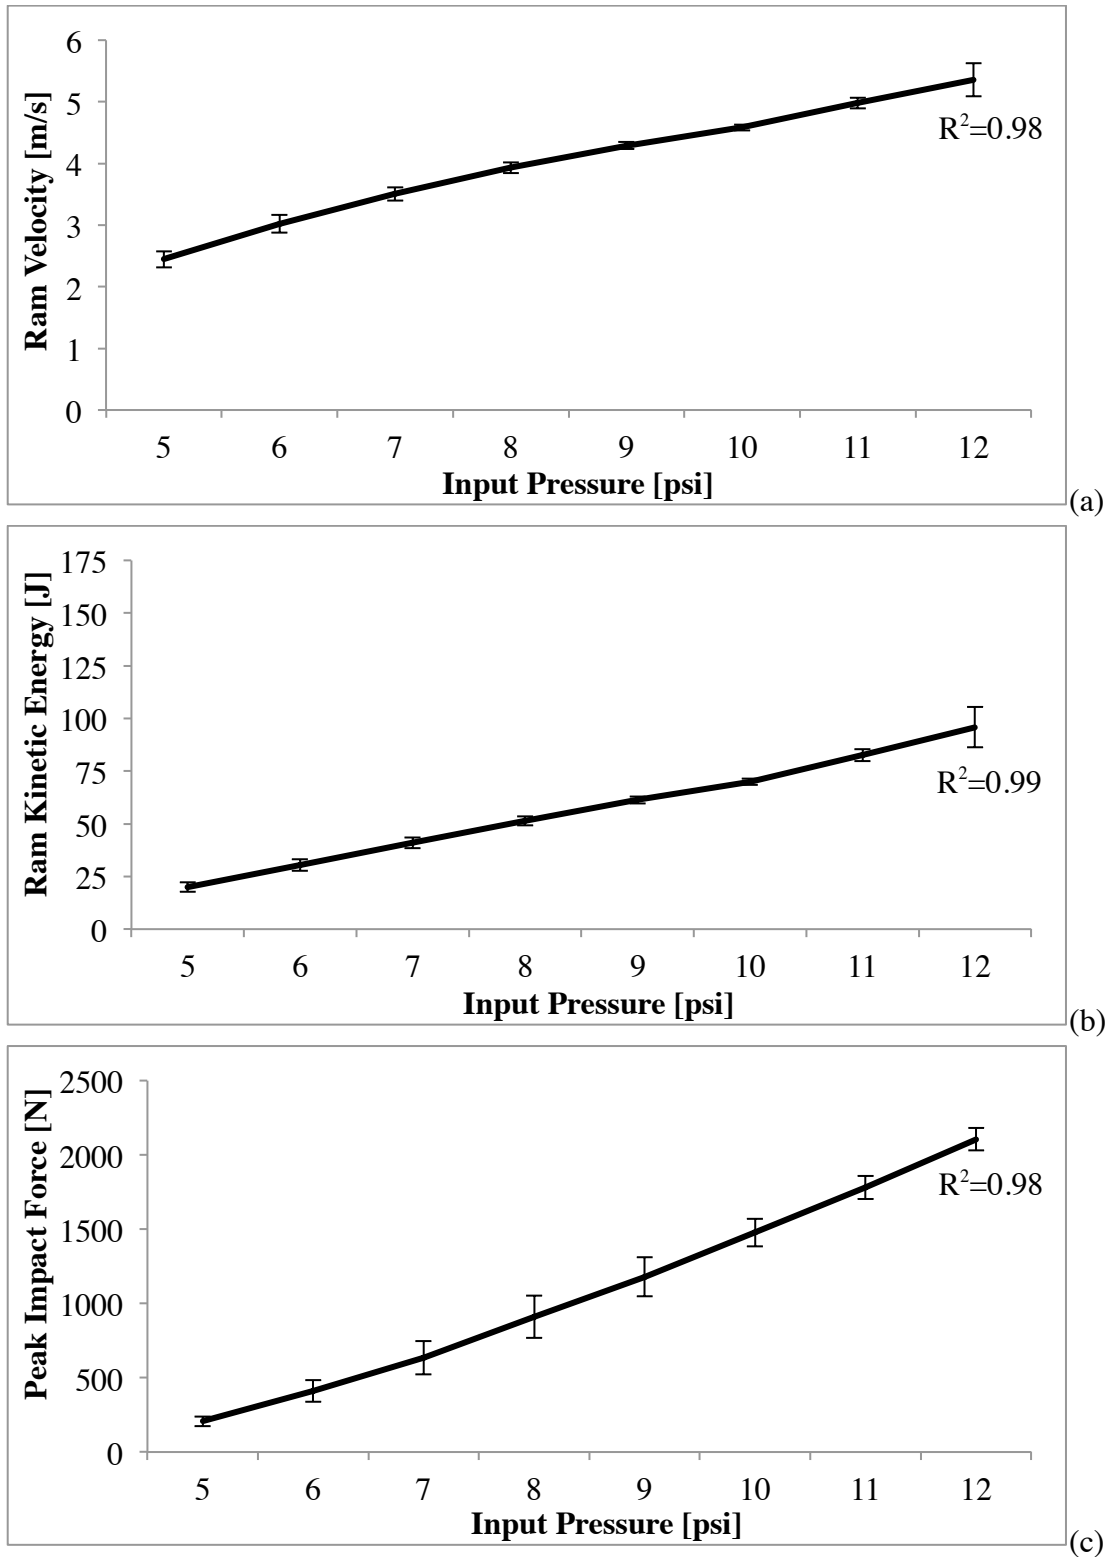 6
5
4
3
2
1
0
Ram Velocity [m/s]
R²=0.98
5 6 7 8 9 10 11 12
Input Pressure [psi]
(a)
175
150
125
100
75
50
25
0
Ram Kinetic Energy [J]
R²=0.99
5 6 7 8 9 10 11 12
Input Pressure [psi]
(b)
2500
2000
1500
1000
500
0
Peak Impact Force [N]
R²=0.98
5 6 7 8 9 10 11 12
Input Pressure [psi]
(c)